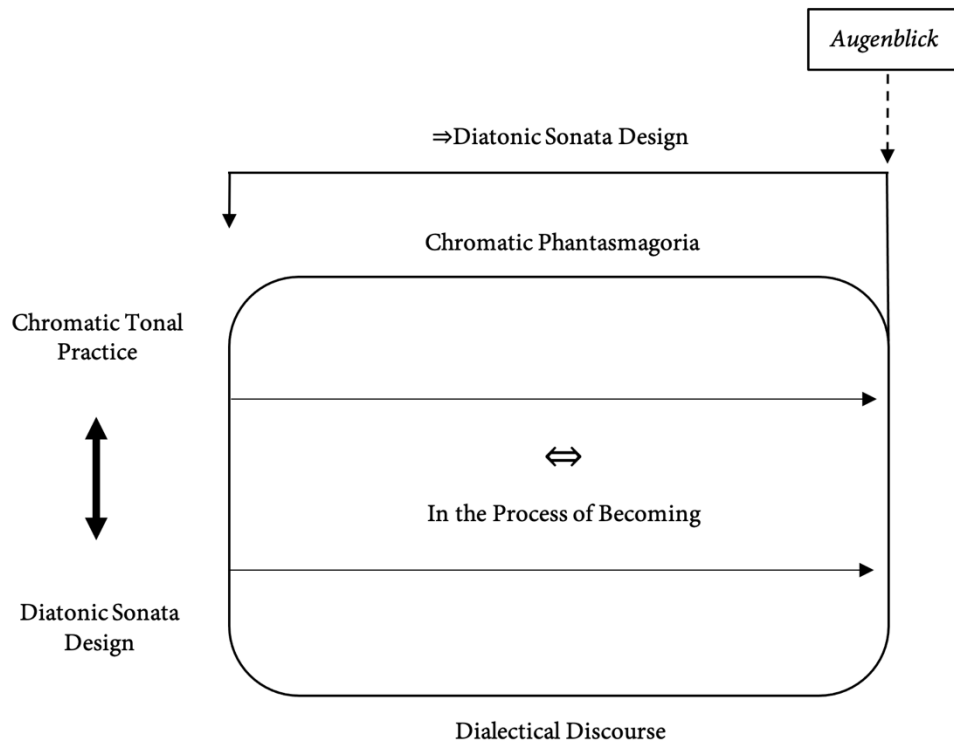 Augenblick
⇒Diatonic Sonata Design
Chromatic Phantasmagoria
Chromatic Tonal
Practice
⇔
In the Process of Becoming
Diatonic Sonata
Design
Dialectical Discourse